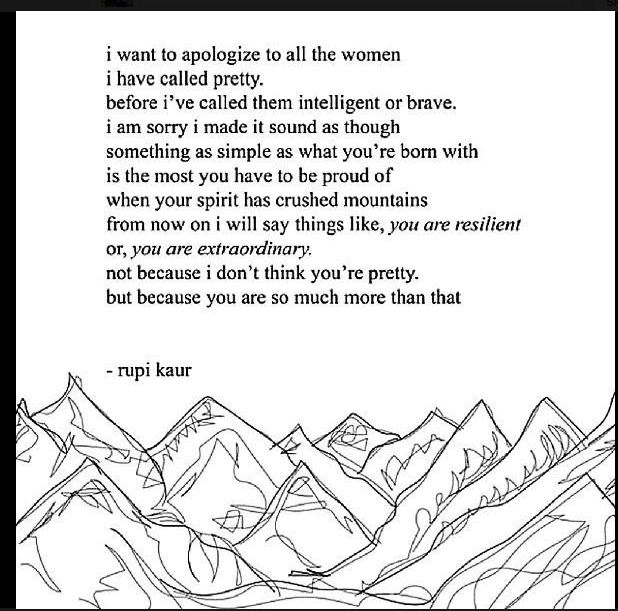 i want to apologize to all the women
i have called pretty.
before i've called them intelligent or brave.
i am sorry i made it sound as though
something as simple as what you're born with
is the most you have to be proud of
when your spirit has crushed mountains
from now on i will say things like, you are resilient
or, you are extraordinary.
not because i don't think you're pretty.
but because you are so much more than that
- rupi kaur